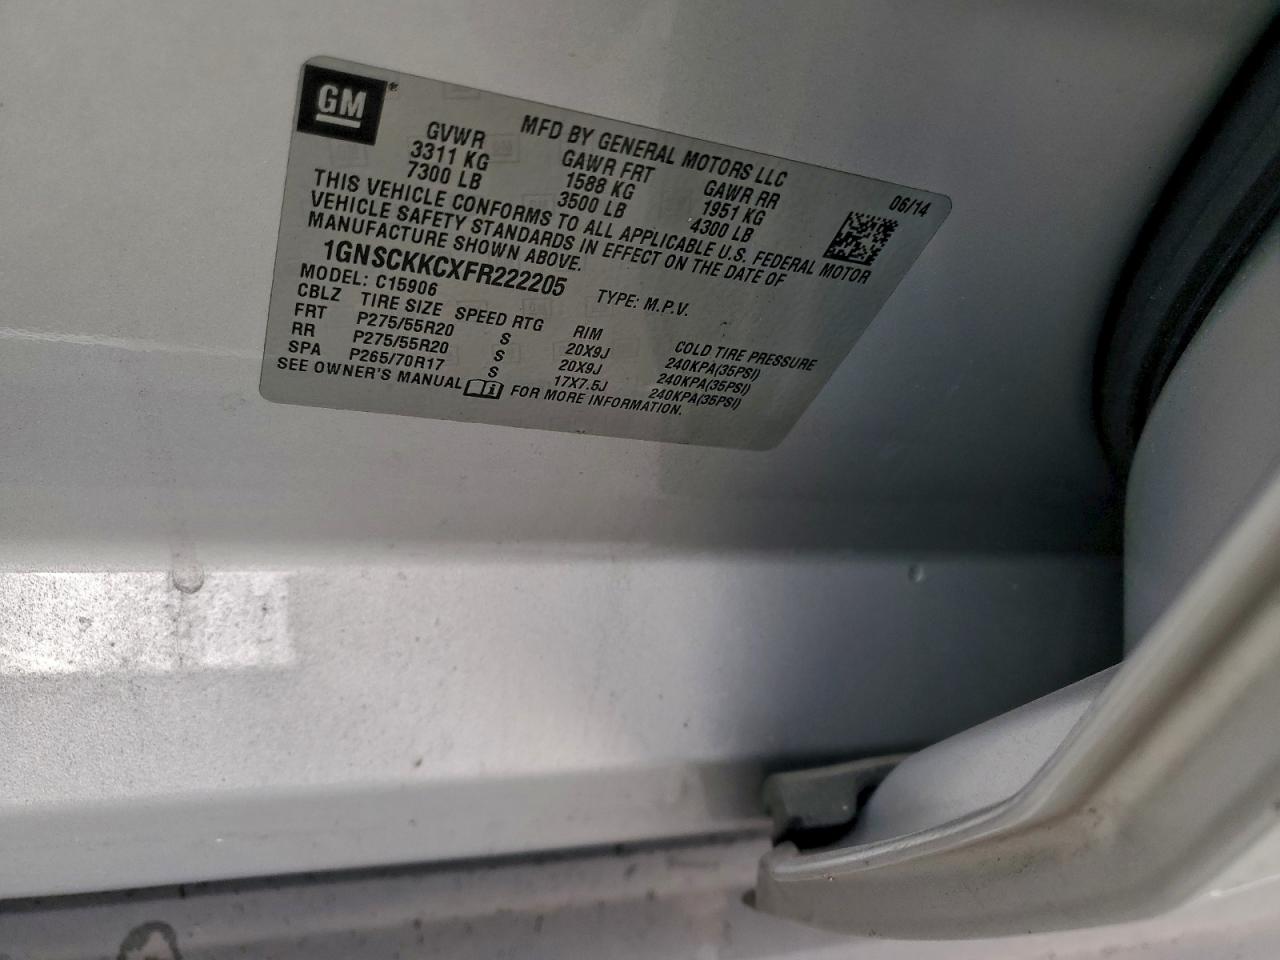 GM®
MFD BY GENERAL MOTORS LLC 06/14
GVWR GAWR FRT GAWR RR
3311 KG 1588 KG 1951 KG
7300 LB 3500 LB 4300 LB
THIS VEHICLE CONFORMS TO ALL APPLICABLE U.S. FEDERAL MOTOR
VEHICLE SAFETY STANDARDS IN EFFECT ON THE DATE OF
MANUFACTURE SHOWN ABOVE.
1GNSCKKCXFR222205 TYPE: M.P.V.
MODEL: C15906
CBLZ TIRE SIZE SPEED RTG RIM COLD TIRE PRESSURE
FRT P275/55R20 S 20X9J 240KPA(35PSI)
RR P275/55R20 S 20X9J 240KPA(35PSI)
SPA P265/70R17 S 17X7.5J 240KPA(35PSI)
SEE OWNER'S MANUAL FOR MORE INFORMATION.